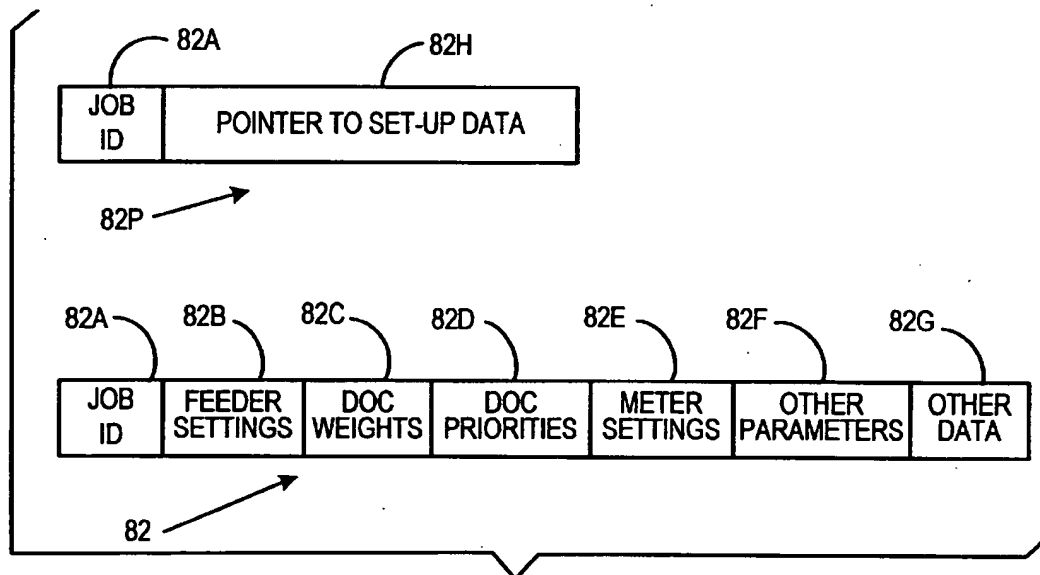 82A 82H
JOB ID POINTER TO SET-UP DATA
82P
82A 82B 82C 82D 82E 82F 82G
JOB ID FEEDER SETTINGS DOC WEIGHTS DOC PRIORITIES METER SETTINGS OTHER PARAMETERS OTHER DATA
82